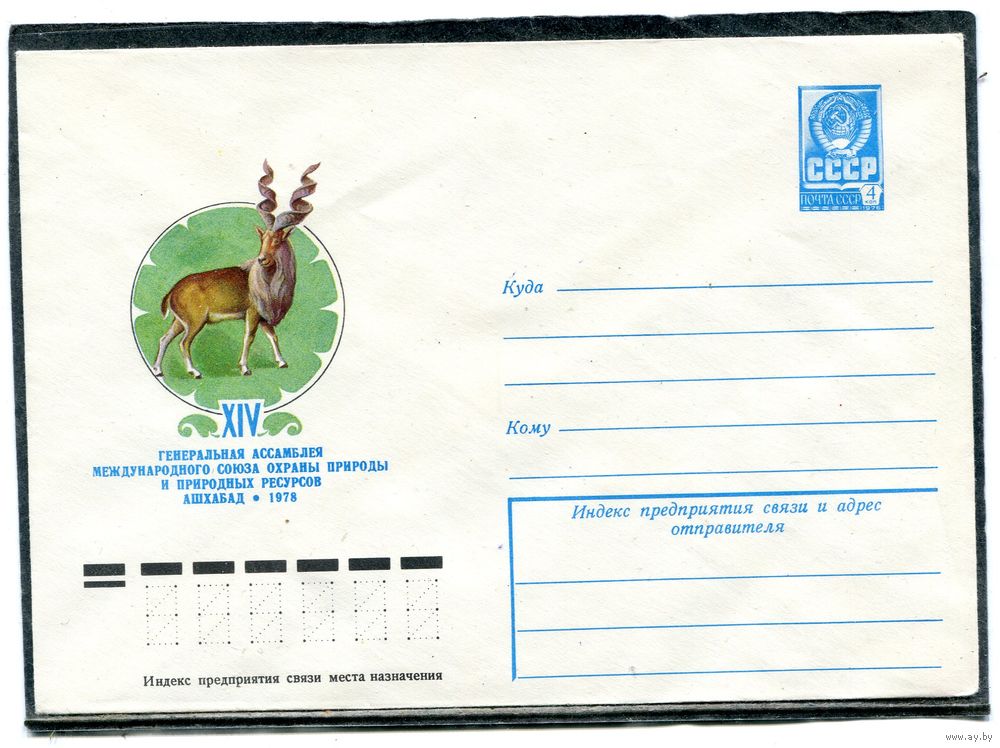 СССР
ПОЧТА СССР 4 КОП
1976
Куда
Кому
XIV
ГЕНЕРАЛЬНАЯ АССАМБЛЕЯ
МЕЖДУНАРОДНОГО СОЮЗА ОХРАНЫ ПРИРОДЫ
И ПРИРОДНЫХ РЕСУРСОВ
АШХАБАД • 1978
Индекс предприятия связи и адрес
отправителя
Индекс предприятия связи места назначения
www.ay.by